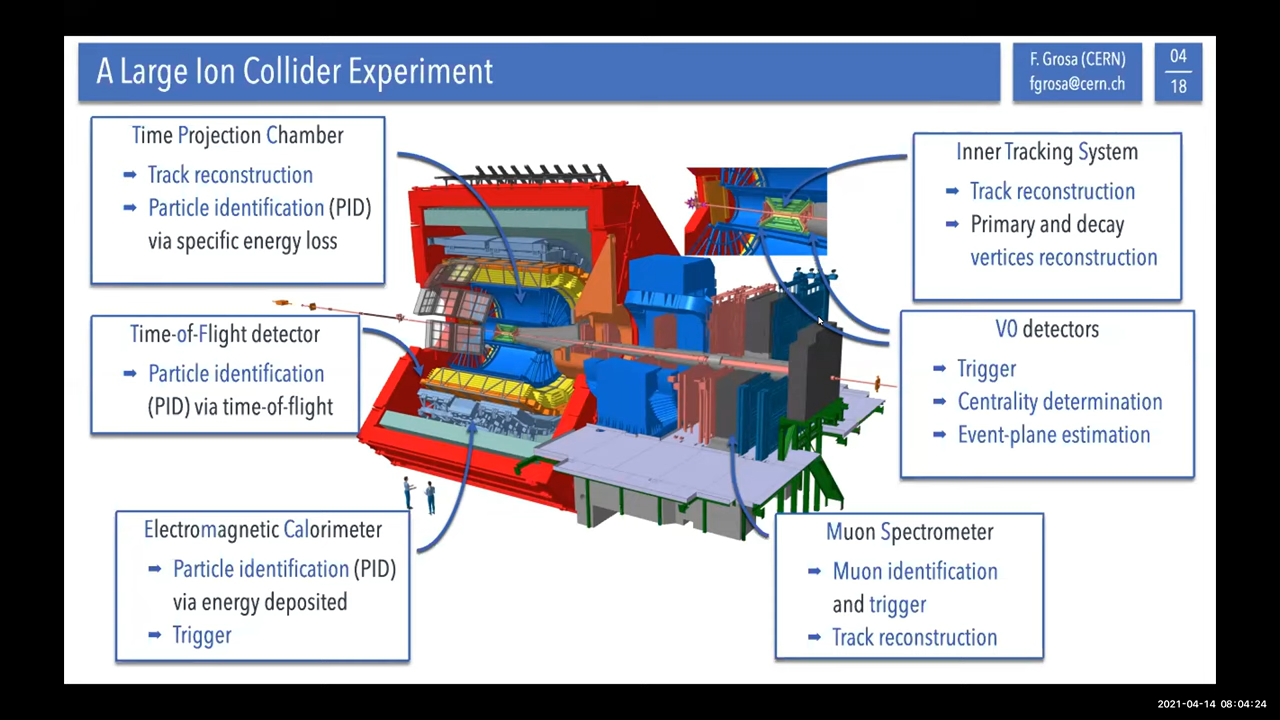 A Large Ion Collider Experiment
F. Grosa (CERN)
fgrosa@cern.ch
04
18
Time Projection Chamber
➡ Track reconstruction
➡ Particle identification (PID)
via specific energy loss
Time-of-Flight detector
➡ Particle identification
(PID) via time-of-flight
Electromagnetic Calorimeter
➡ Particle identification (PID)
via energy deposited
➡ Trigger
Inner Tracking System
➡ Track reconstruction
➡ Primary and decay
vertices reconstruction
V0 detectors
➡ Trigger
➡ Centrality determination
➡ Event-plane estimation
Muon Spectrometer
➡ Muon identification
and trigger
➡ Track reconstruction
2021-04-14 08:04:24